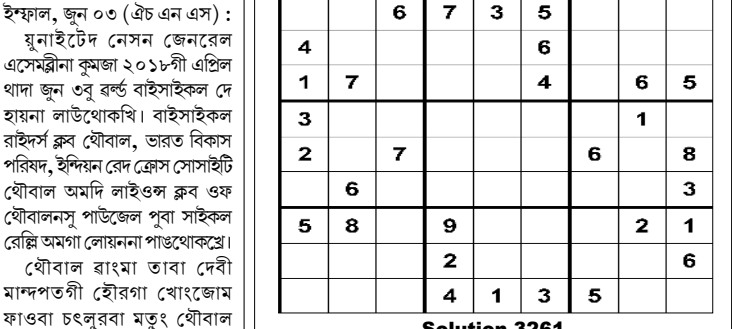 ইম্ফাল, জুন ০৩ (ঐচ এন এস) :
য়ুনাইটেদ নেসন জেনরেল
এসেমব্লীনা কুমজা ২০১৮গী এপ্রিল
থাদা জুন ৩বু ৱর্ল্ড বাইসাইকল দে
হায়না লাউথোকখি। বাইসাইকল
রাইদর্স ক্লব থৌবাল, ভারত বিকাস
পরিষদ, ইন্দিয়ন রেদ ক্রোস সোসাইটি
থৌবাল অমদি লাইওন্স ক্লব ওফ
থৌবালনসু পাউজেল পুবা সাইকল
রেল্লি অমগা লোয়ননা পাঙথোকখ্রে।
থৌবাল ৱাংমা তাবা দেবী
মান্দপতগী হৌরগা খোংজোম
ফাওবা চৎলুরবা মতুং থৌবাল
6 7 3 5
4 6
1 7 4 6 5
3 1
2 7 6 8
6 3
5 8 9 2 1
2 6
4 1 3 5
Solution 3261